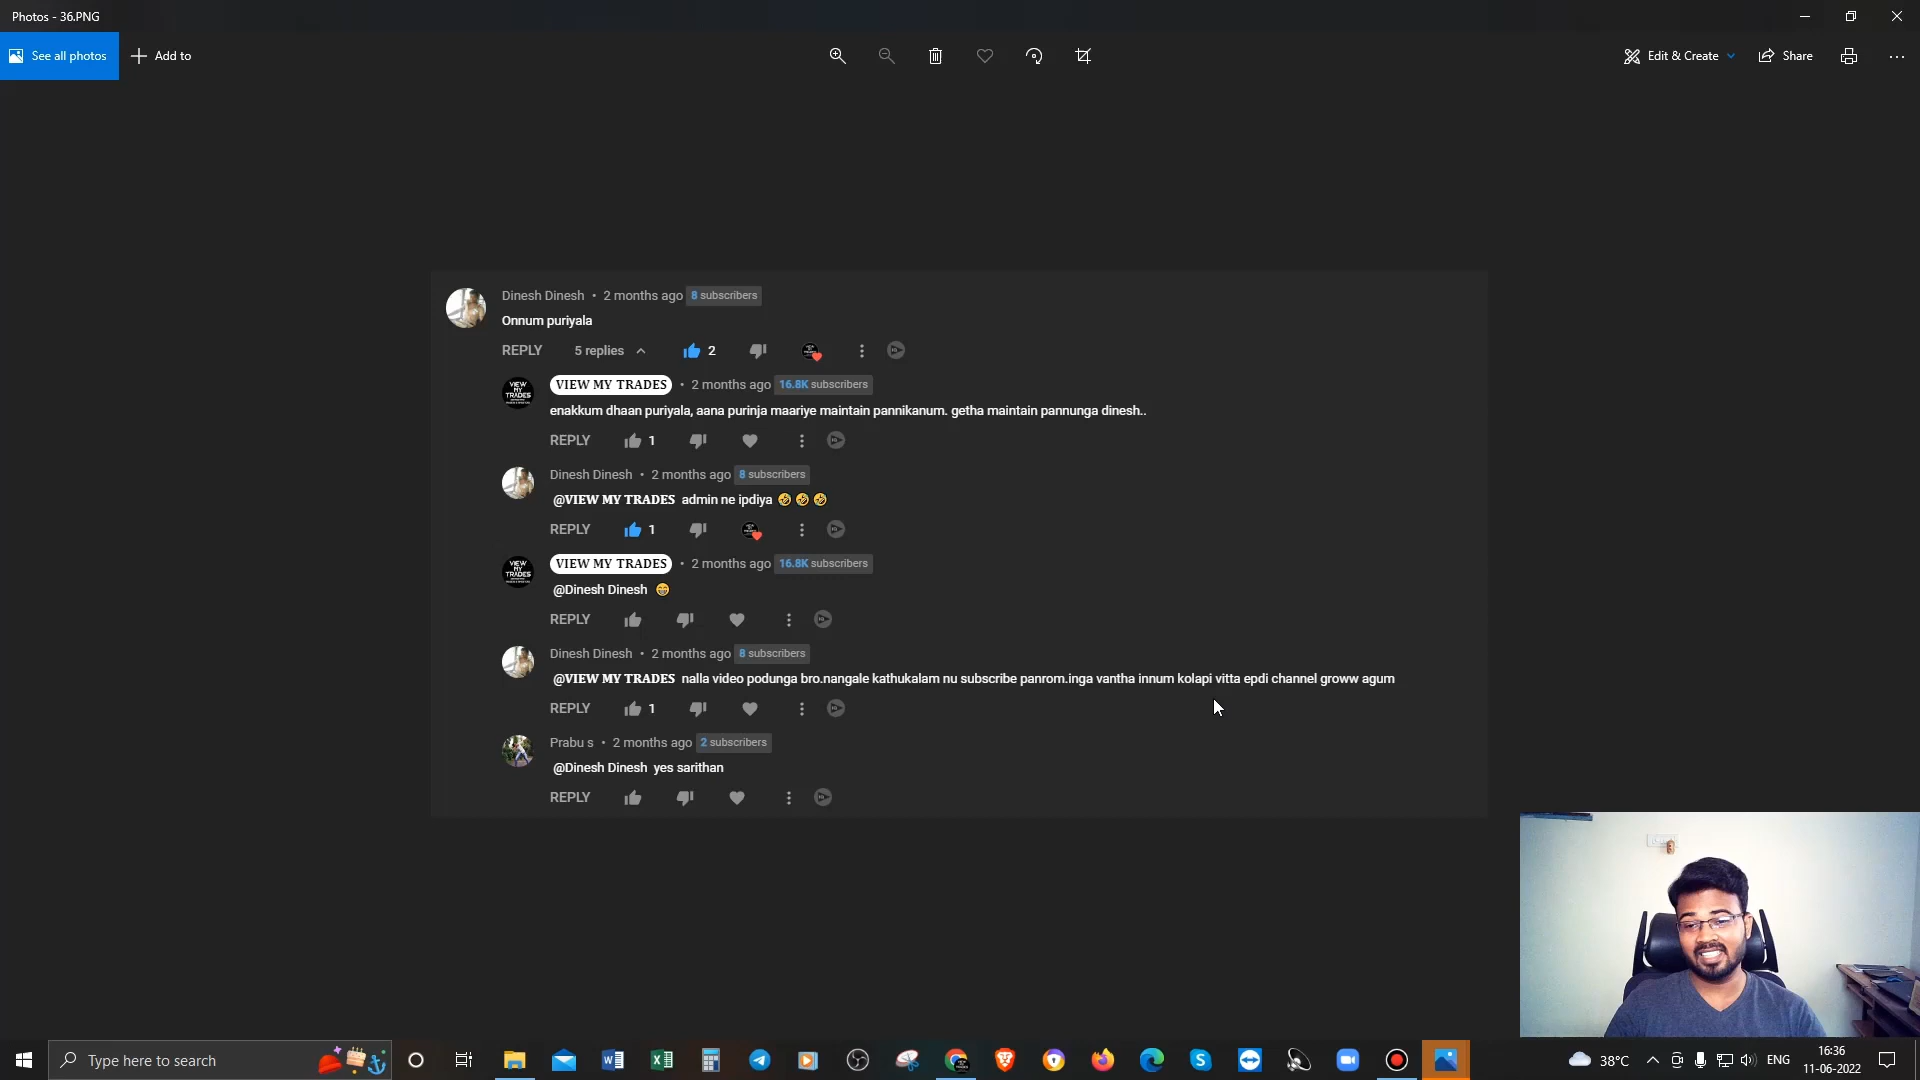 Photos - 36.PNG
See all photos
Add to
Edit & Create
Share
Dinesh Dinesh • 2 months ago 8 subscribers
Onnum puriyala
REPLY 5 replies 2
VIEW MY TRADES • 2 months ago 16.8K subscribers
enakkum dhaan puriyala, aana purinja maariye maintain pannikanum. getha maintain pannunga dinesh..
REPLY 1
Dinesh Dinesh • 2 months ago 8 subscribers
@VIEW MY TRADES admin ne ipdiya 🤣🤣🤣
REPLY 1
VIEW MY TRADES • 2 months ago 16.8K subscribers
@Dinesh Dinesh 😁
REPLY
Dinesh Dinesh • 2 months ago 8 subscribers
@VIEW MY TRADES nalla video podunga bro.nangale kathukalam nu subscribe panrom.inga vantha innum kolapi vitta epdi channel groww agum
REPLY 1
Prabu s • 2 months ago 2 subscribers
@Dinesh Dinesh yes sarithan
REPLY
VIEW MY TRADES
VIEW MY TRADES
Type here to search
38°C
ENG
16:36
11-06-2022